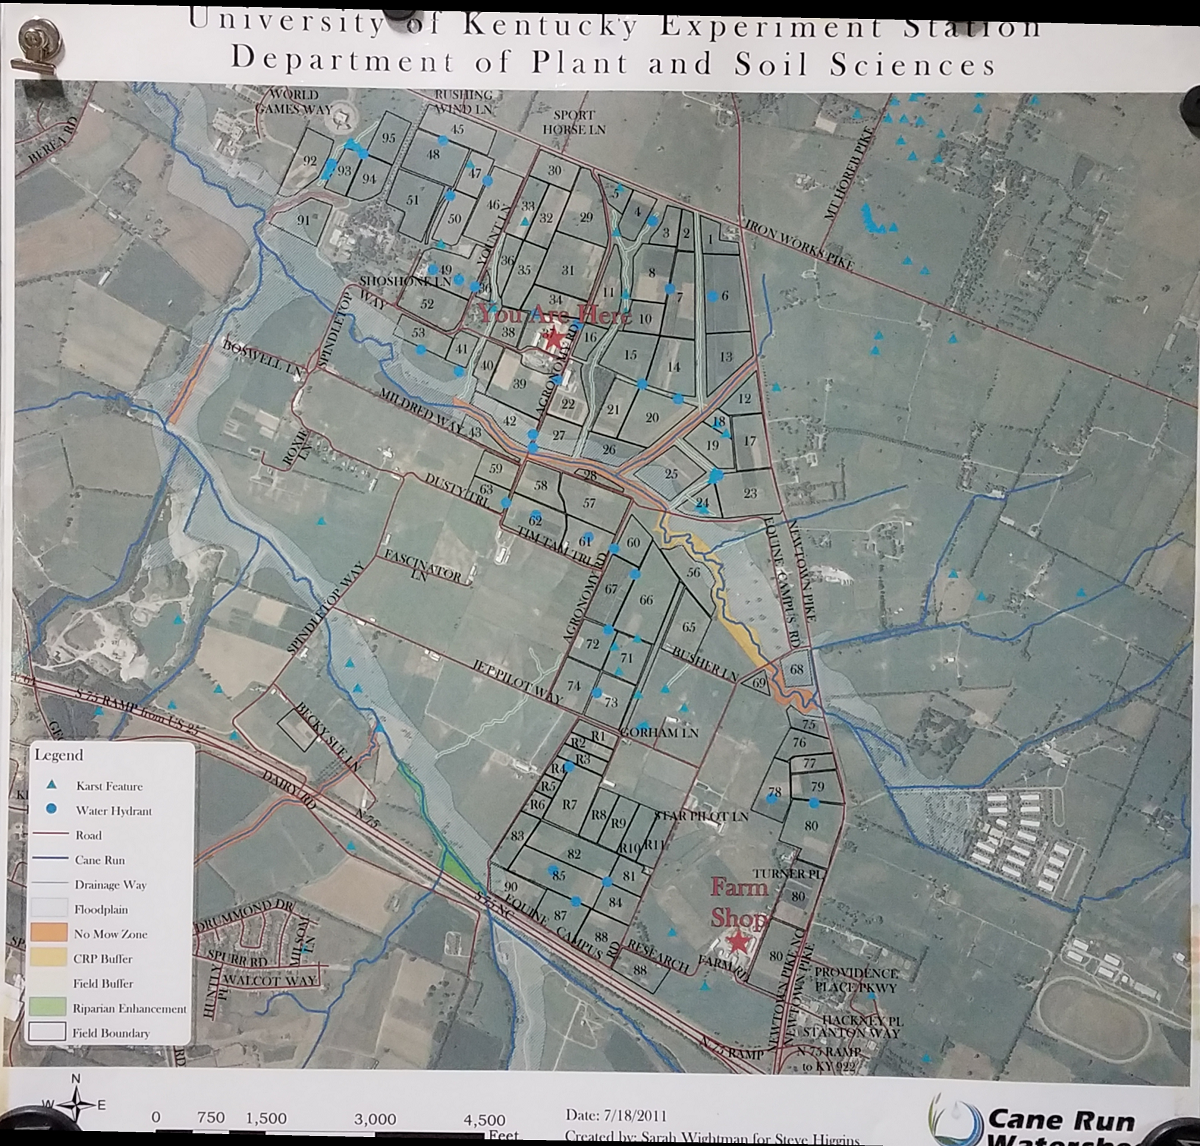 University of Kentucky Experiment Station
Department of Plant and Soil Sciences
WORLD
GAMES WAY
RUSHING
WIND LN
SPORT
HORSE LN
BEREA RD
MT HOREB PIKE
IRON WORKS PIKE
95
45
92
93
94
48
47
30
51
46
33
32
29
5
4
3
2
1
91
50
YOUNT LN
36
35
31
8
SHOSHONI LN
49
52
34
11
7
6
SPINDLETOP
WAY
You Are Here
10
53
38
16
41
40
15
14
13
BOSWELL LN
39
AGRONOMY RD
22
21
20
12
MILDRED WAY
43
42
27
26
18
19
17
ROXIE
LN
59
58
28
25
DUSTY TRL
63
57
24
23
62
TIM TAM TRL
61
60
EQUINE CAMPUS RD
NEWTOWN PIKE
FASCINATOR
LN
56
AGRONOMY RD
67
66
SPINDLETOP WAY
65
72
71
BUSHER LN
68
JET PILOT WAY
74
73
69
S 75 RAMP from US 25
BECKY SUE LN
R1
R2
R3
GORHAM LN
75
76
R4
R5
R6
R7
R8
R9
R10
R11
77
78
79
DAIRY RD
N 75
STAR PILOT LN
80
83
82
81
85
84
90
TURNER PL
Farm
Shop
80
S 75
EQUINE
CAMPUS
RD
87
88
RESEARCH
FARM RD
88
80
DRUMMOND DR
MILSOM
LN
SPURR RD
WALCOT WAY
HUNTLY
PL
NEWTOWN PIKE
NEWTOWN PIKE
PROVIDENCE
PLACE PKWY
HACKNEY PL
STANTON WAY
N 75 RAMP
N 75 RAMP
to KY 922
Legend
Karst Feature
Water Hydrant
Road
Cane Run
Drainage Way
Floodplain
No Mow Zone
CRP Buffer
Field Buffer
Riparian Enhancement
Field Boundary
N
W E
0 750 1,500 3,000 4,500
Feet
Date: 7/18/2011
Created by: Sarah Wightman for Steve Higgins
Cane Run